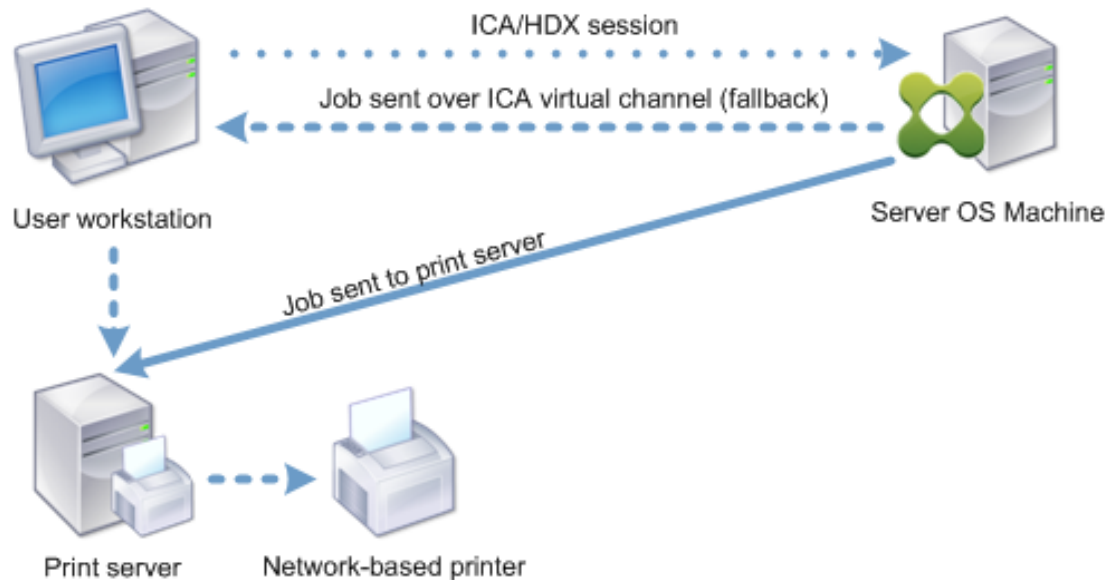 ICA/HDX session
Job sent over ICA virtual channel (fallback)
User workstation
Server OS Machine
Job sent to print server
Print server
Network-based printer